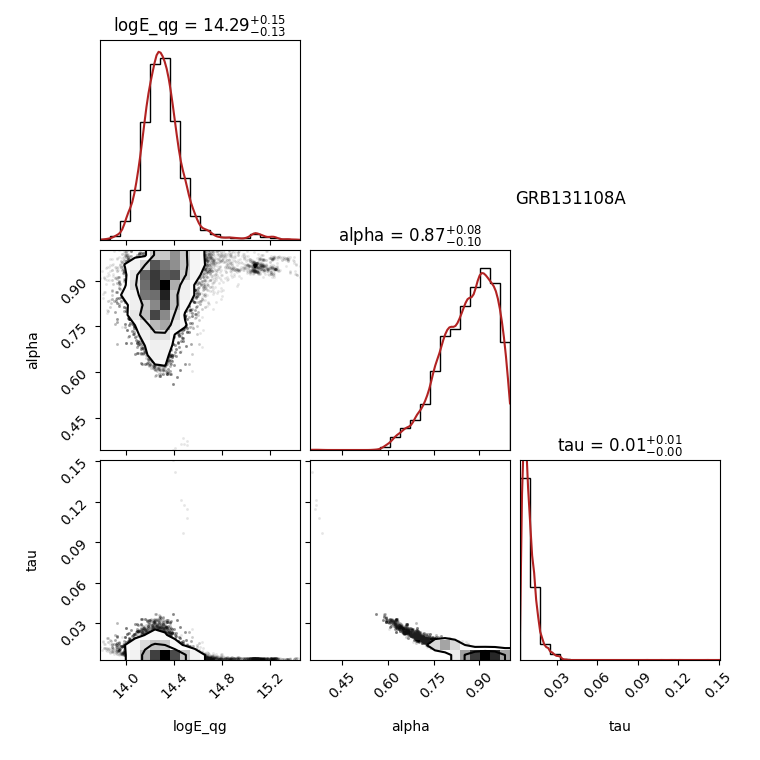 logE_qg = 14.29+0.15−0.13
GRB131108A
alpha = 0.87+0.08−0.10
0.90
0.75
0.60
0.45
alpha
tau = 0.01+0.01−0.00
0.15
0.12
0.09
0.06
0.03
tau
14.0 14.4 14.8 15.2
0.45 0.60 0.75 0.90
0.03 0.06 0.09 0.12 0.15
logE_qg alpha tau